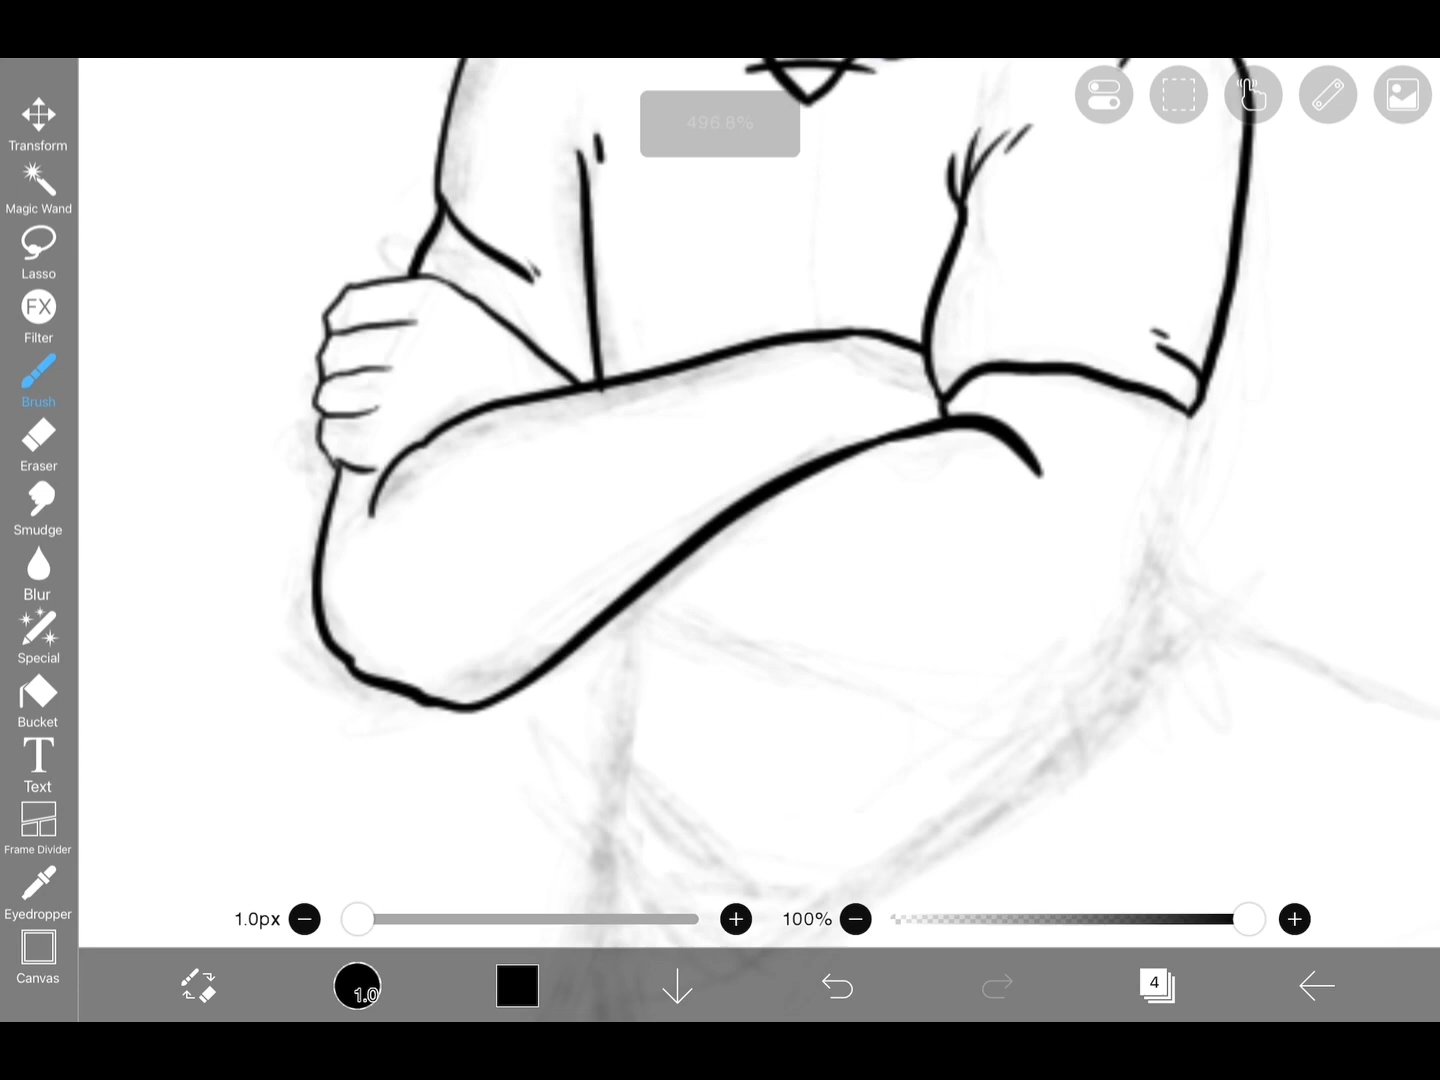 496.8%
Transform
Magic Wand
Lasso
FX
Filter
Brush
Eraser
Smudge
Blur
Special
Bucket
T
Text
Frame Divider
Eyedropper
Canvas
1.0px
100%
1.0
4